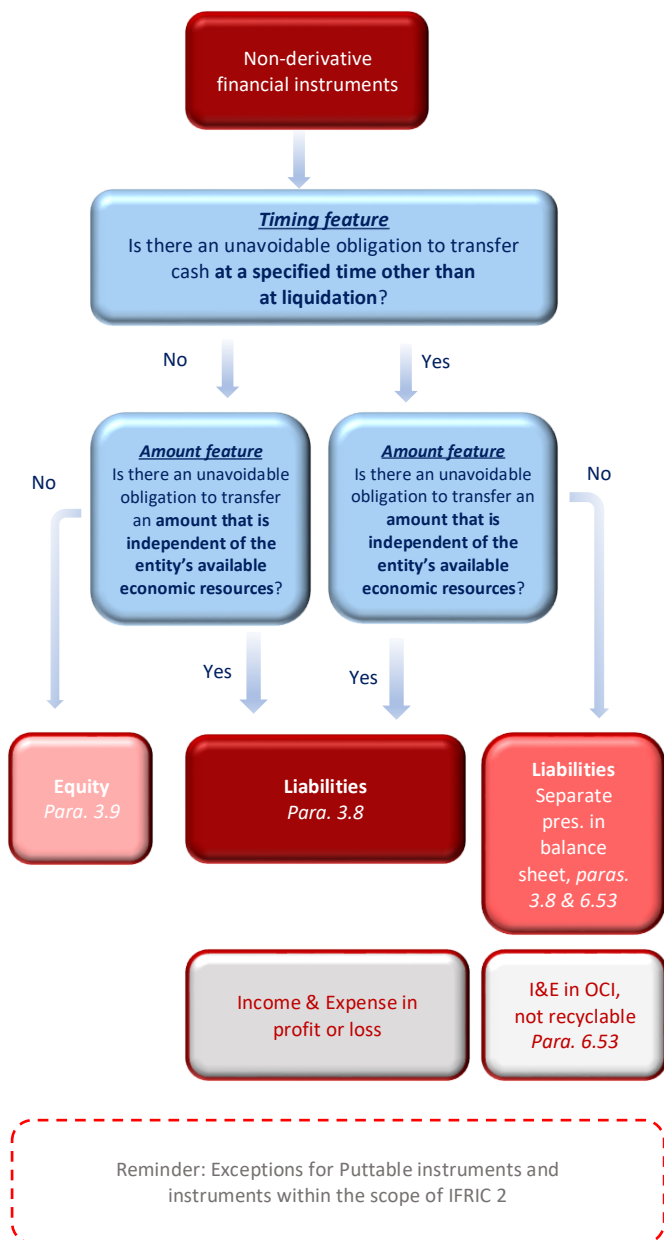 Non-derivative
financial instruments
Timing feature
Is there an unavoidable obligation to transfer
cash at a specified time other than
at liquidation?
No
Yes
Amount feature
Is there an unavoidable
obligation to transfer
an amount that is
independent of the
entity's available
economic resources?
Amount feature
Is there an unavoidable
obligation to transfer an
amount that is
independent of the
entity's available
economic resources?
No
No
Yes
Yes
Equity
Para. 3.9
Liabilities
Para. 3.8
Liabilities
Separate
pres. in
balance
sheet, paras.
3.8 & 6.53
Income & Expense in
profit or loss
I&E in OCI,
not recyclable
Para. 6.53
Reminder: Exceptions for Puttable instruments and
instruments within the scope of IFRIC 2